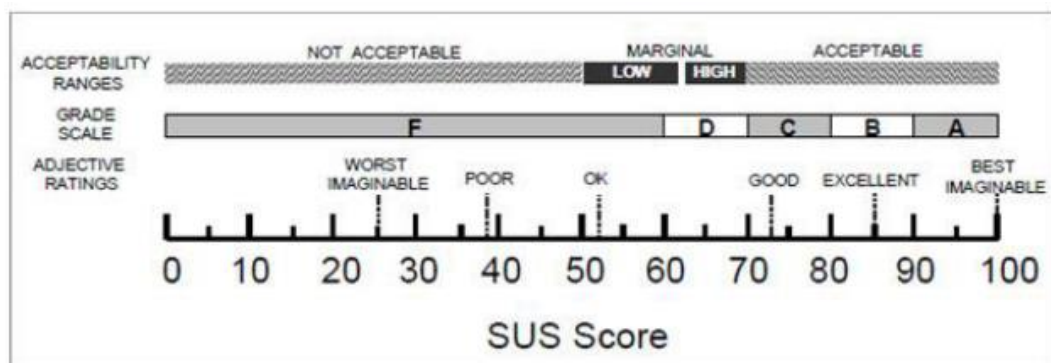 ACCEPTABILITY RANGES
NOT ACCEPTABLE
MARGINAL
ACCEPTABLE
LOW
HIGH
GRADE SCALE
F
D
C
B
A
ADJECTIVE RATINGS
WORST IMAGINABLE
POOR
OK
GOOD
EXCELLENT
BEST IMAGINABLE
0 10 20 30 40 50 60 70 80 90 100
SUS Score